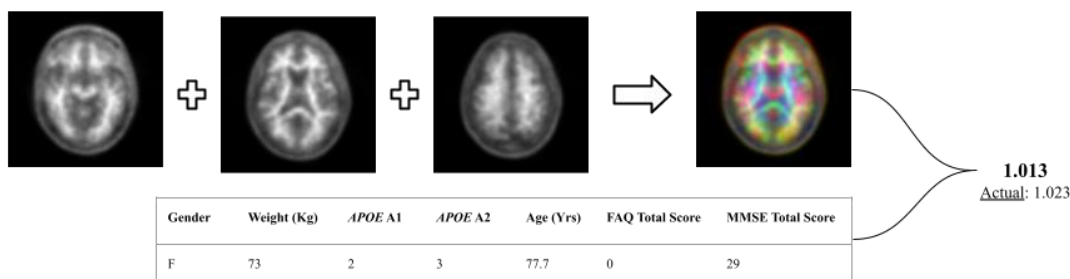 1.013
Actual: 1.023
Gender Weight (Kg) APOE A1 APOE A2 Age (Yrs) FAQ Total Score MMSE Total Score
F 73 2 3 77.7 0 29